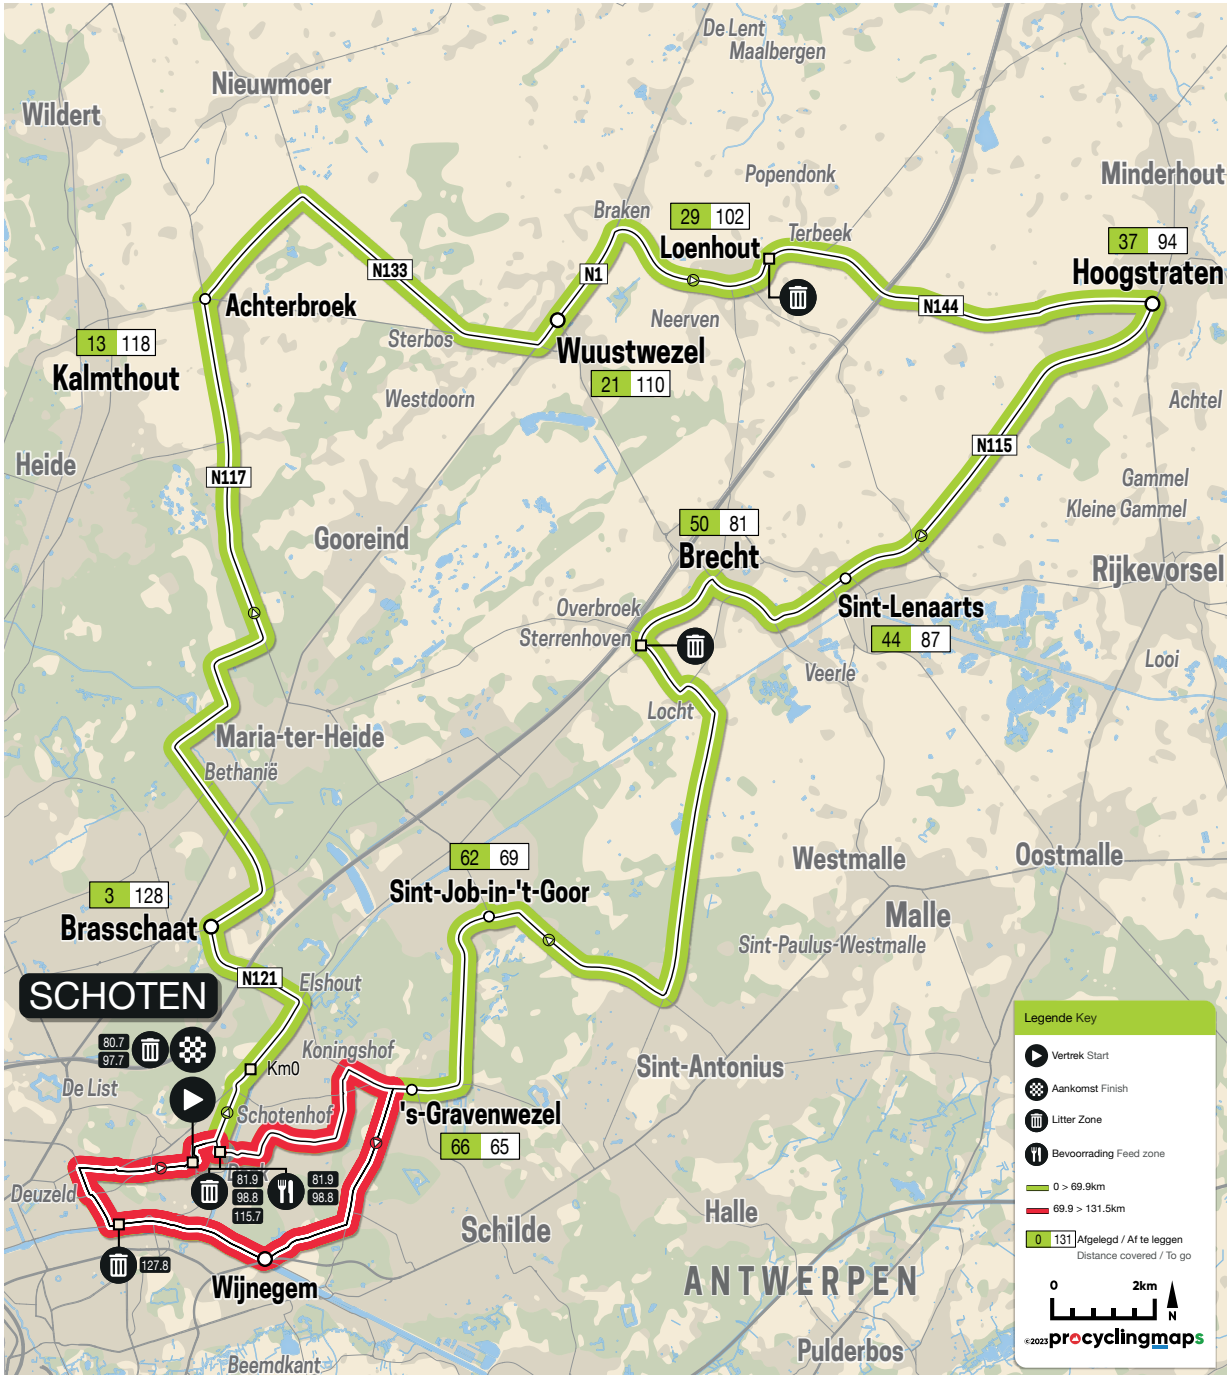 De Lent
Maalbergen
Nieuwmoer
Wildert
Popendonk
Minderhout
Braken
29 102
Loenhout
Terbeek
37 94
Hoogstraten
N133
N1
Achterbroek
N144
Sterbos
Neerven
13 118
Kalmthout
Wuustwezel
21 110
Westdoorn
Achtel
N115
Heide
N117
Gammel
Kleine Gammel
Gooreind
50 81
Brecht
Rijkevorsel
Overbroek
Sterrenhoven
Sint-Lenaarts
44 87
Veerle
Looi
Locht
Maria-ter-Heide
Bethanië
62 69
Sint-Job-in-'t-Goor
Westmalle
Oostmalle
3 128
Brasschaat
Malle
Sint-Paulus-Westmalle
N121
Elshout
SCHOTEN
80.7
97.7
Koningshof
Km0
De List
Schotenhof
Sint-Antonius
's-Gravenwezel
66 65
Deuzeld
81.9
98.8
115.7
81.9
98.8
Schilde
Halle
127.8
Wijnegem
ANTWERPEN
Beemdkant
Pulderbos
Legende Key
Vertrek Start
Aankomst Finish
Litter Zone
Bevoorrading Feed zone
0 > 69.9km
69.9 > 131.5km
0 131 Afgelegd / Af te leggen
Distance covered / To go
0 2km
N
©2023 procyclingmaps